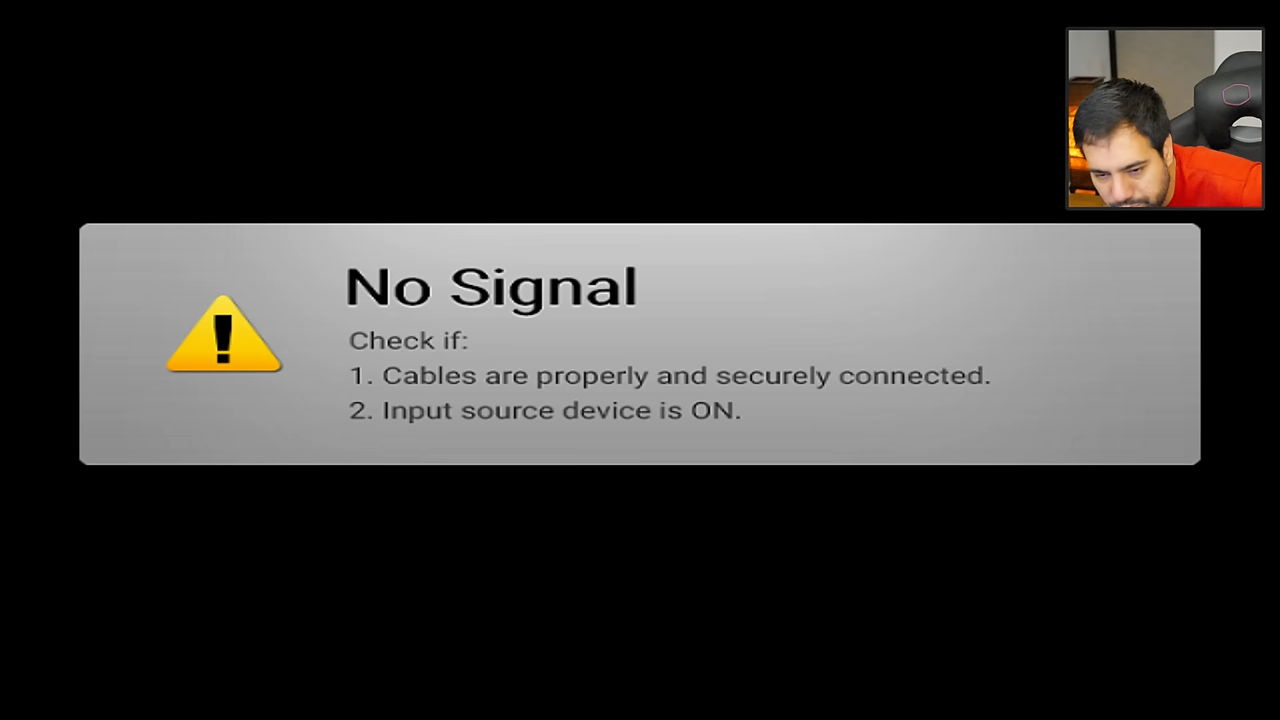 No Signal
Check if:
1. Cables are properly and securely connected.
2. Input source device is ON.